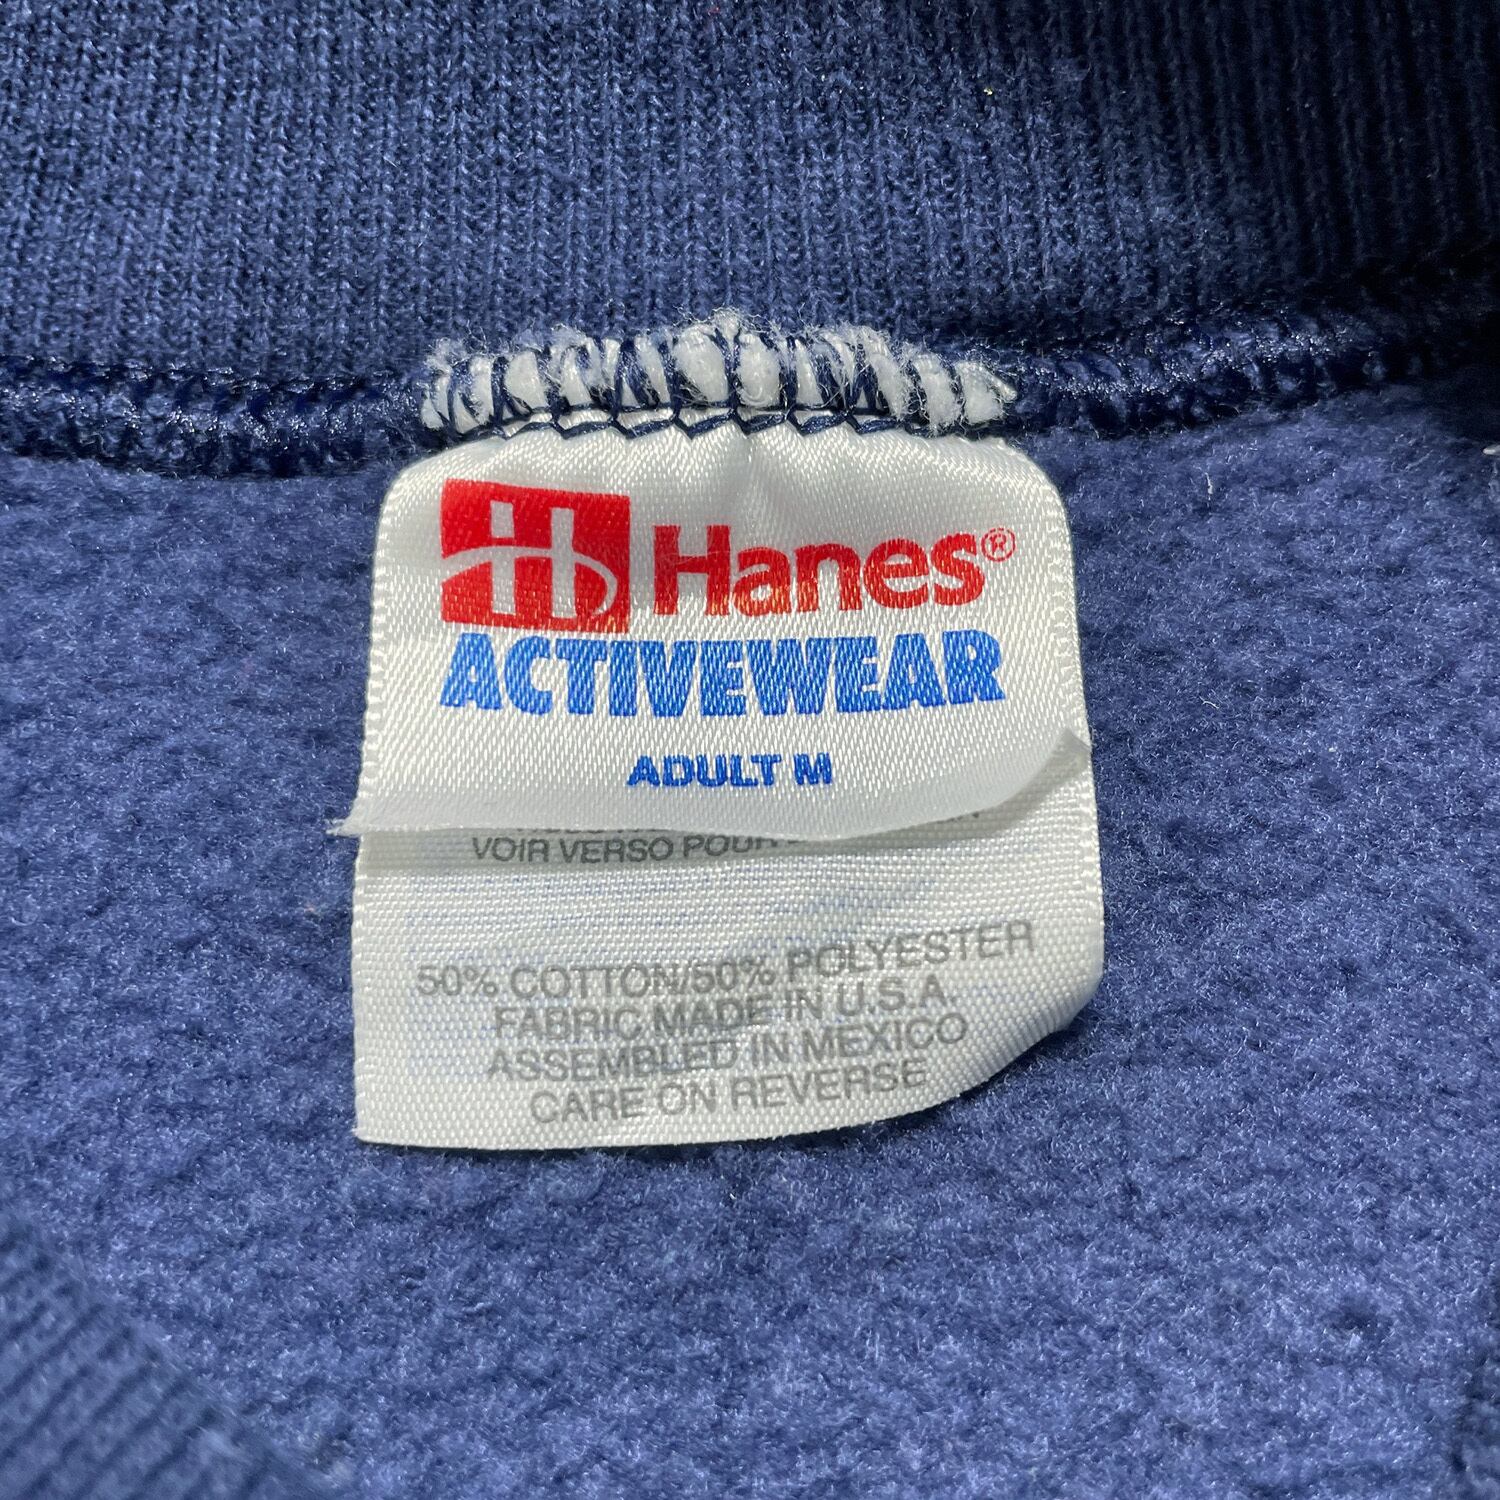 Hanes®
ACTIVEWEAR
ADULT M
VOIR VERSO POUR
50% COTTON/50% POLYESTER
FABRIC MADE IN U.S.A.
ASSEMBLED IN MEXICO
CARE ON REVERSE